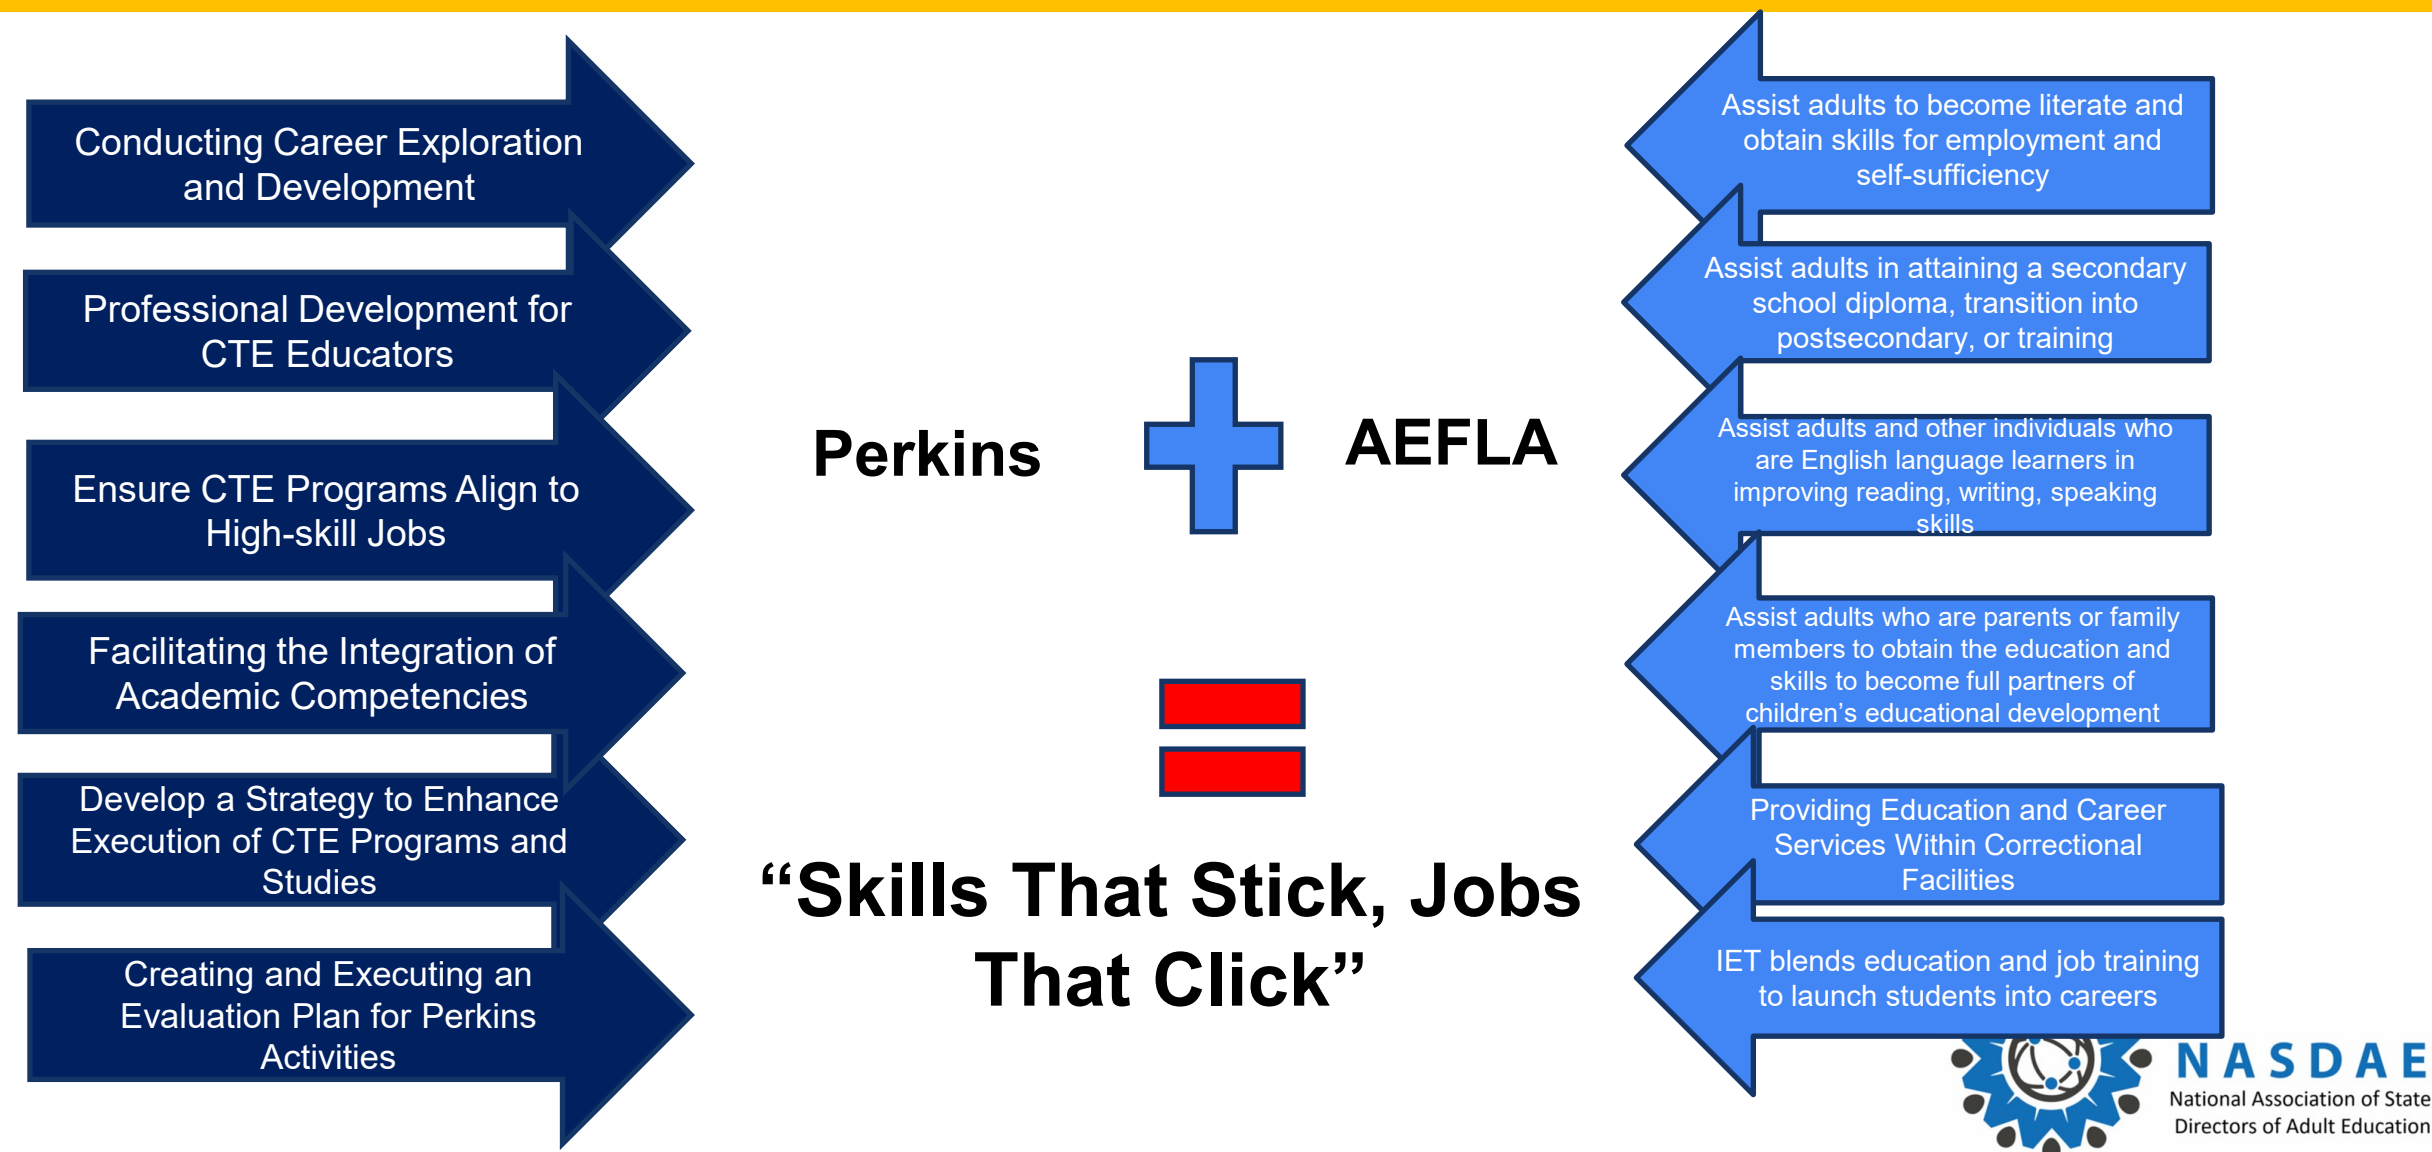 Conducting Career Exploration
and Development
Professional Development for
CTE Educators
Ensure CTE Programs Align to
High-skill Jobs
Facilitating the Integration of
Academic Competencies
Develop a Strategy to Enhance
Execution of CTE Programs and
Studies
Creating and Executing an
Evaluation Plan for Perkins
Activities
Perkins
AEFLA
“Skills That Stick, Jobs
That Click”
Assist adults to become literate and
obtain skills for employment and
self-sufficiency
Assist adults in attaining a secondary
school diploma, transition into
postsecondary, or training
Assist adults and other individuals who
are English language learners in
improving reading, writing, speaking
skills
Assist adults who are parents or family
members to obtain the education and
skills to become full partners of
children’s educational development
Providing Education and Career
Services Within Correctional
Facilities
IET blends education and job training
to launch students into careers
NASDAE
National Association of State
Directors of Adult Education